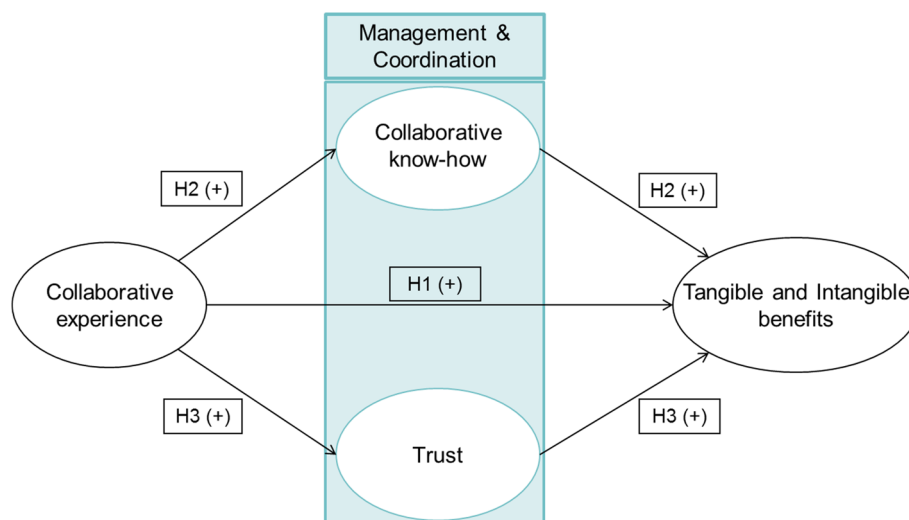 Management &
Coordination
Collaborative
know-how
H2 (+)
H2 (+)
Collaborative
experience
H1 (+)
Tangible and Intangible
benefits
H3 (+)
H3 (+)
Trust